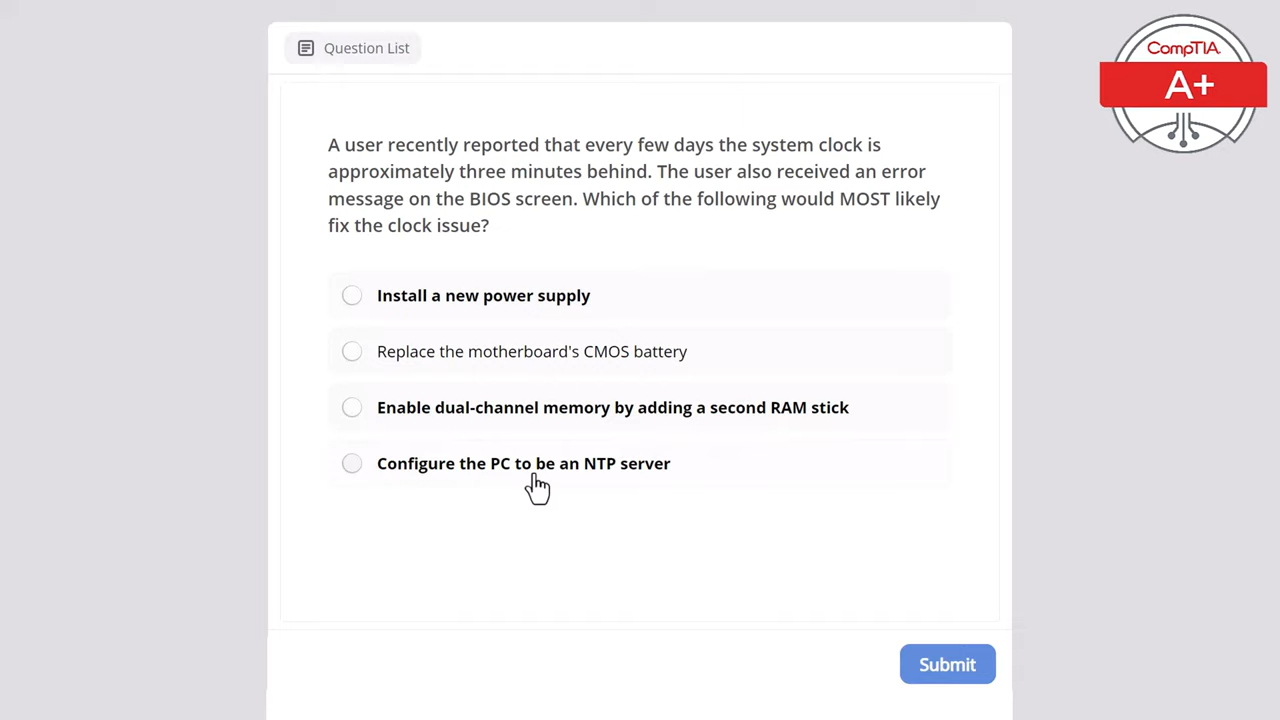 Question List
CompTIA.
A+
A user recently reported that every few days the system clock is
approximately three minutes behind. The user also received an error
message on the BIOS screen. Which of the following would MOST likely
fix the clock issue?
Install a new power supply
Replace the motherboard's CMOS battery
Enable dual-channel memory by adding a second RAM stick
Configure the PC to be an NTP server
Submit